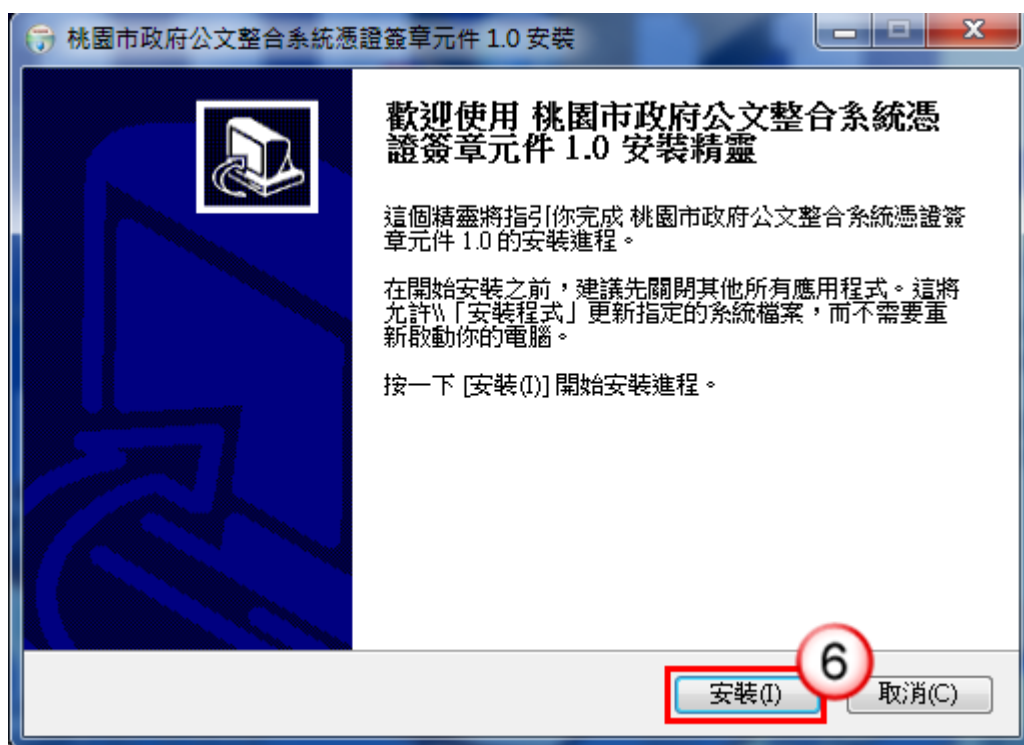 桃園市政府公文整合系統憑證簽章元件 1.0 安裝
歡迎使用 桃園市政府公文整合系統憑
證簽章元件 1.0 安裝精靈
這個精靈將指引你完成 桃園市政府公文整合系統憑證簽
章元件 1.0 的安裝進程。
在開始安裝之前，建議先關閉其他所有應用程式。這將
允許\\「安裝程式」更新指定的系統檔案，而不需要重
新啟動你的電腦。
按一下 [安裝(I)] 開始安裝進程。
6
安裝(I)
取消(C)